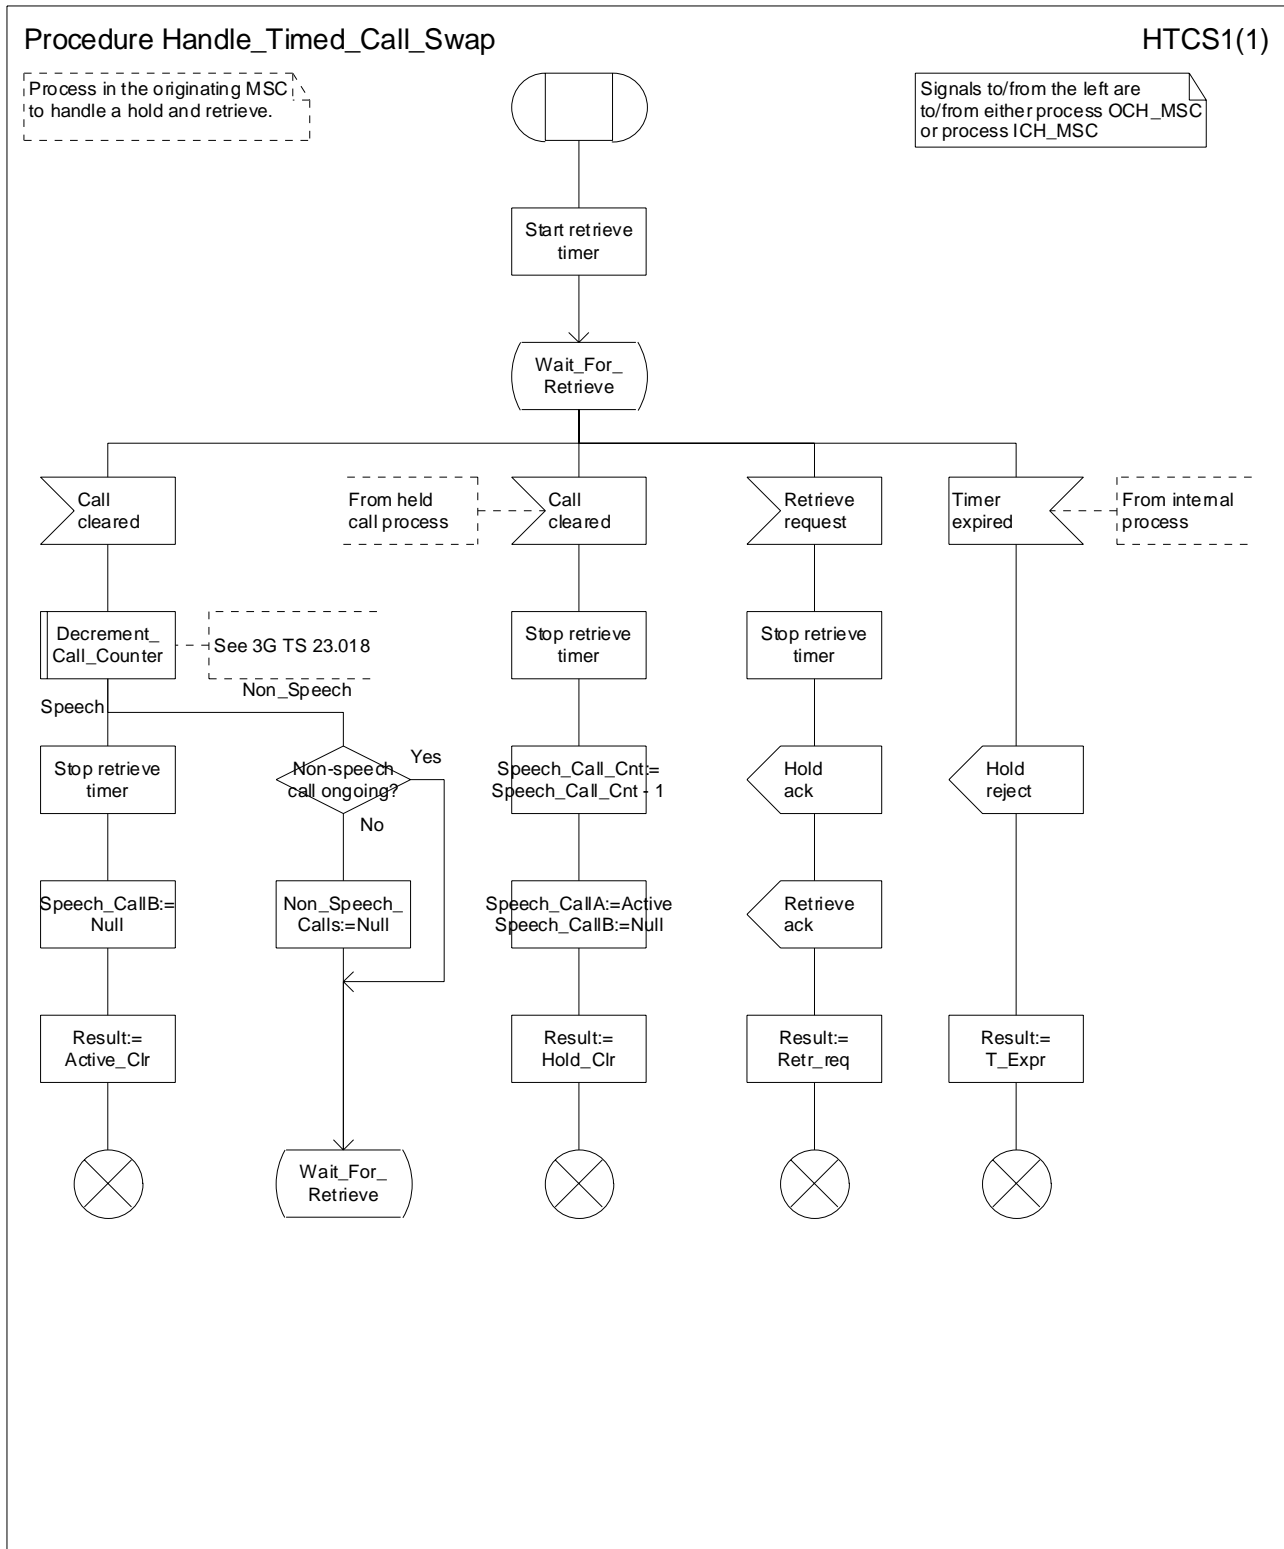 Procedure Handle_Timed_Call_Swap
HTCS1(1)
Process in the originating MSC
to handle a hold and retrieve.
Signals to/from the left are
to/from either process OCH_MSC
or process ICH_MSC
Start retrieve
timer
Wait_For_
Retrieve
Call
cleared
From held
call process
Call
cleared
Retrieve
request
Timer
expired
From internal
process
Decrement_
Call_Counter
See 3G TS 23.018
Stop retrieve
timer
Stop retrieve
timer
Non_Speech
Speech
Stop retrieve
timer
Non-speech
call ongoing?
Yes
No
Speech_Call_Cnt:=
Speech_Call_Cnt - 1
Hold
ack
Hold
reject
Speech_CallB:=
Null
Non_Speech_
Calls:=Null
Speech_CallA:=Active
Speech_CallB:=Null
Retrieve
ack
Result:=
Active_Clr
Result:=
Hold_Clr
Result:=
Retr_req
Result:=
T_Expr
Wait_For_
Retrieve